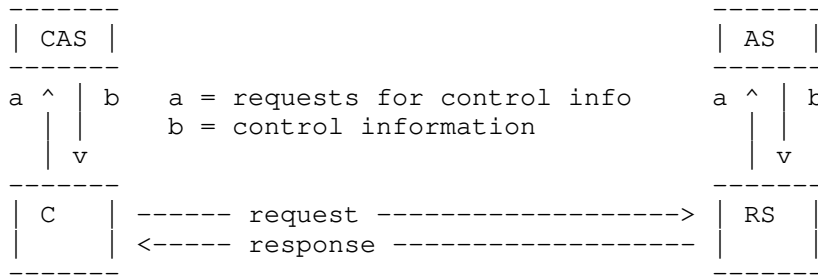 -------                                        -------
| CAS |                                        | AS  |
-------                                        -------
a ^ | b   a = requests for control info        a ^ | b
  | |     b = control information                | |
  | v                                            | v
-------                                        -------
| C   | ------ request --------------------> | RS  |
|     | <----- response -------------------- |     |
-------                                        -------